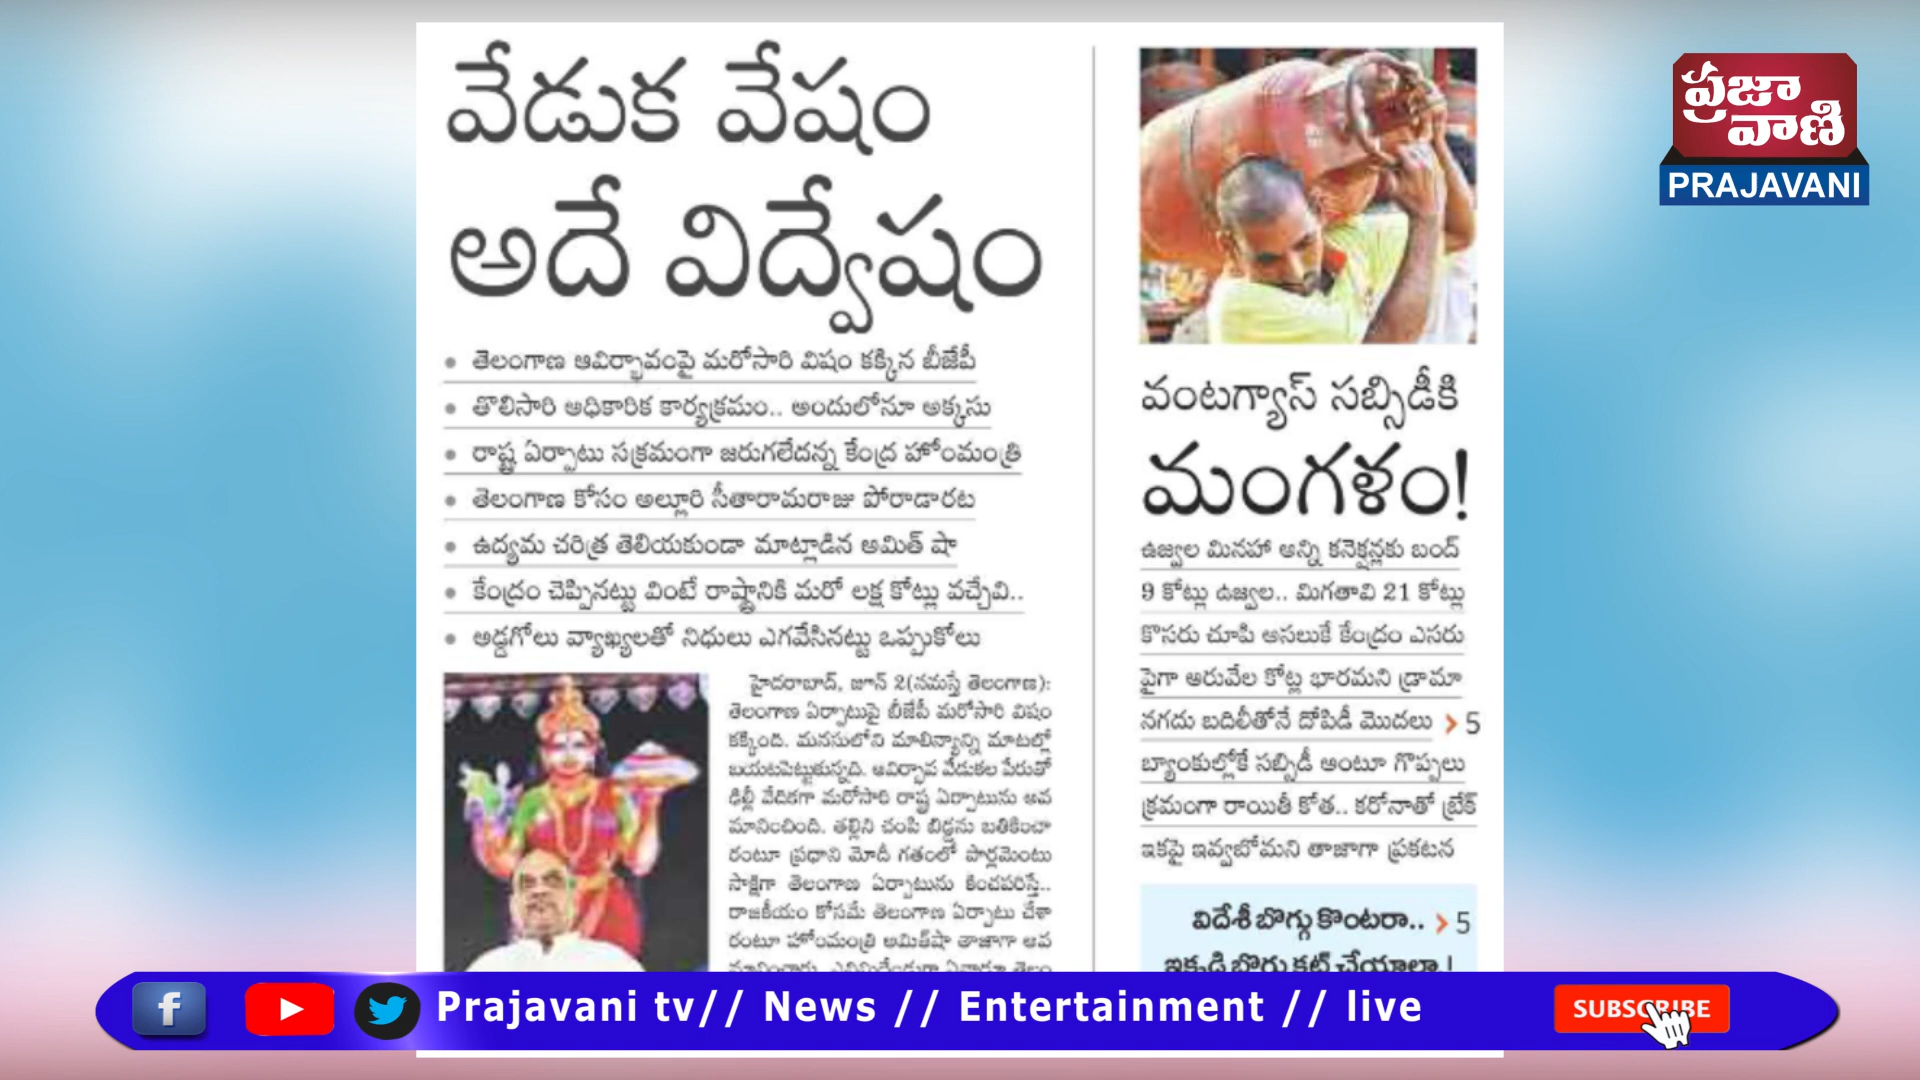 వేడుక వేషం
అదే విద్వేషం
• తెలంగాణ ఆవిర్భావంపై మరోసారి విషం కక్కిన బీజేపీ
• తొలిసారి అధికారిక కార్యక్రమం.. అందులోనూ అక్కసు
• రాష్ట్ర ఏర్పాటు సక్రమంగా జరుగలేదన్న కేంద్ర హోంమంత్రి
• తెలంగాణ కోసం అల్లూరి సీతారామరాజు పోరాడారట
• ఉద్యమ చరిత్ర తెలియకుండా మాట్లాడిన అమిత్ షా
• కేంద్రం చెప్పినట్టు వింటే రాష్ట్రానికి మరో లక్ష కోట్లు వచ్చేవి..
• అడ్డగోలు వ్యాఖ్యలతో నిధులు ఎగవేసినట్టు ఒప్పుకోలు
హైదరాబాద్, జూన్ 2(నమస్తే తెలంగాణ):
తెలంగాణ ఏర్పాటుపై బీజేపీ మరోసారి విషం
కక్కింది. మనసులోని మాలిన్యాన్ని మాటల్లో
బయటపెట్టుకున్నది. ఆవిర్భావ వేడుకల పేరుతో
ఢిల్లీ వేదికగా మరోసారి రాష్ట్ర ఏర్పాటును అవ
మానించింది. తల్లిని చంపి బిడ్డను బతికించా
రంటూ ప్రధాని మోదీ గతంలో పార్లమెంటు
సాక్షిగా తెలంగాణ ఏర్పాటును కించపరిస్తే..
రాజకీయం కోసమే తెలంగాణ ఏర్పాటు చేశా
రంటూ హోంమంత్రి అమిత్‌షా తాజాగా అవ
వంటగ్యాస్ సబ్సిడీకి
మంగళం!
ఉజ్వల మినహా అన్ని కనెక్షన్లకు బంద్
9 కోట్లు ఉజ్వల.. మిగతావి 21 కోట్లు
కొసరు చూపి అసలుకే కేంద్రం ఎసరు
పైగా ఆరువేల కోట్ల భారమని డ్రామా
నగదు బదిలీతోనే దోపిడీ మొదలు > 5
బ్యాంకుల్లోకే సబ్సిడీ అంటూ గొప్పలు
క్రమంగా రాయితీ కోత.. కరోనాతో బ్రేక్
ఇకపై ఇవ్వబోమని తాజాగా ప్రకటన
విదేశీ బొగ్గు కొంటరా.. > 5
ప్రజా
వాణి
PRAJAVANI
Prajavani tv// News // Entertainment // live
SUBSCRIBE